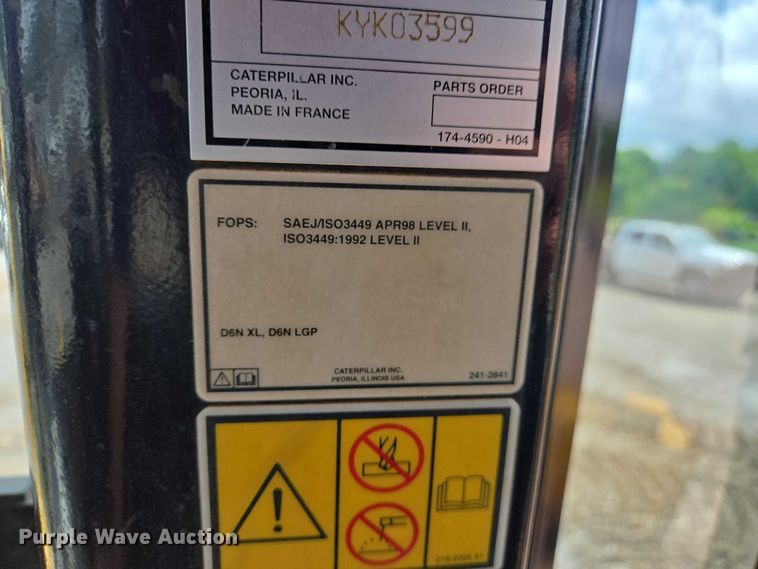 KYK03599
CATERPILLAR INC.
PEORIA, IL.
MADE IN FRANCE
PARTS ORDER
174-4590 - H04
FOPS: SAEJ/ISO3449 APR98 LEVEL II,
ISO3449:1992 LEVEL II
D6N XL, D6N LGP
CATERPILLAR INC.
PEORIA, ILLINOIS USA
241-2841
Purple Wave Auction